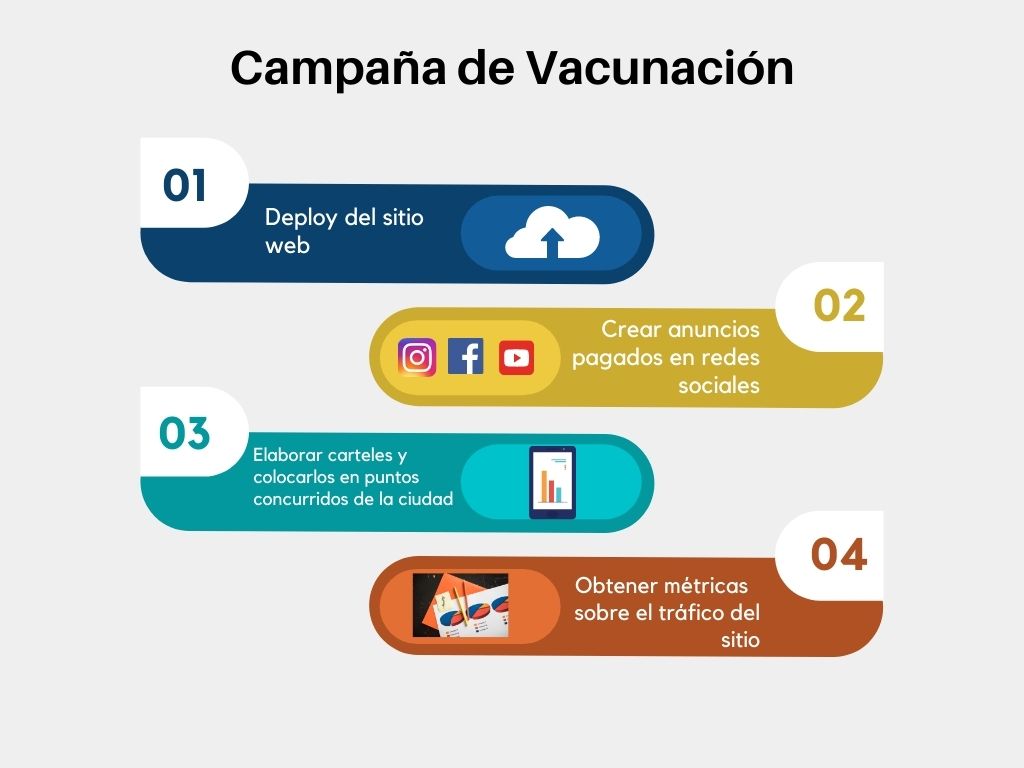 Campaña de Vacunación
01
Deploy del sitio
web
02
Crear anuncios
pagados en redes
sociales
03
Elaborar carteles y
colocarlos en puntos
concurridos de la ciudad
04
Obtener métricas
sobre el tráfico del
sitio